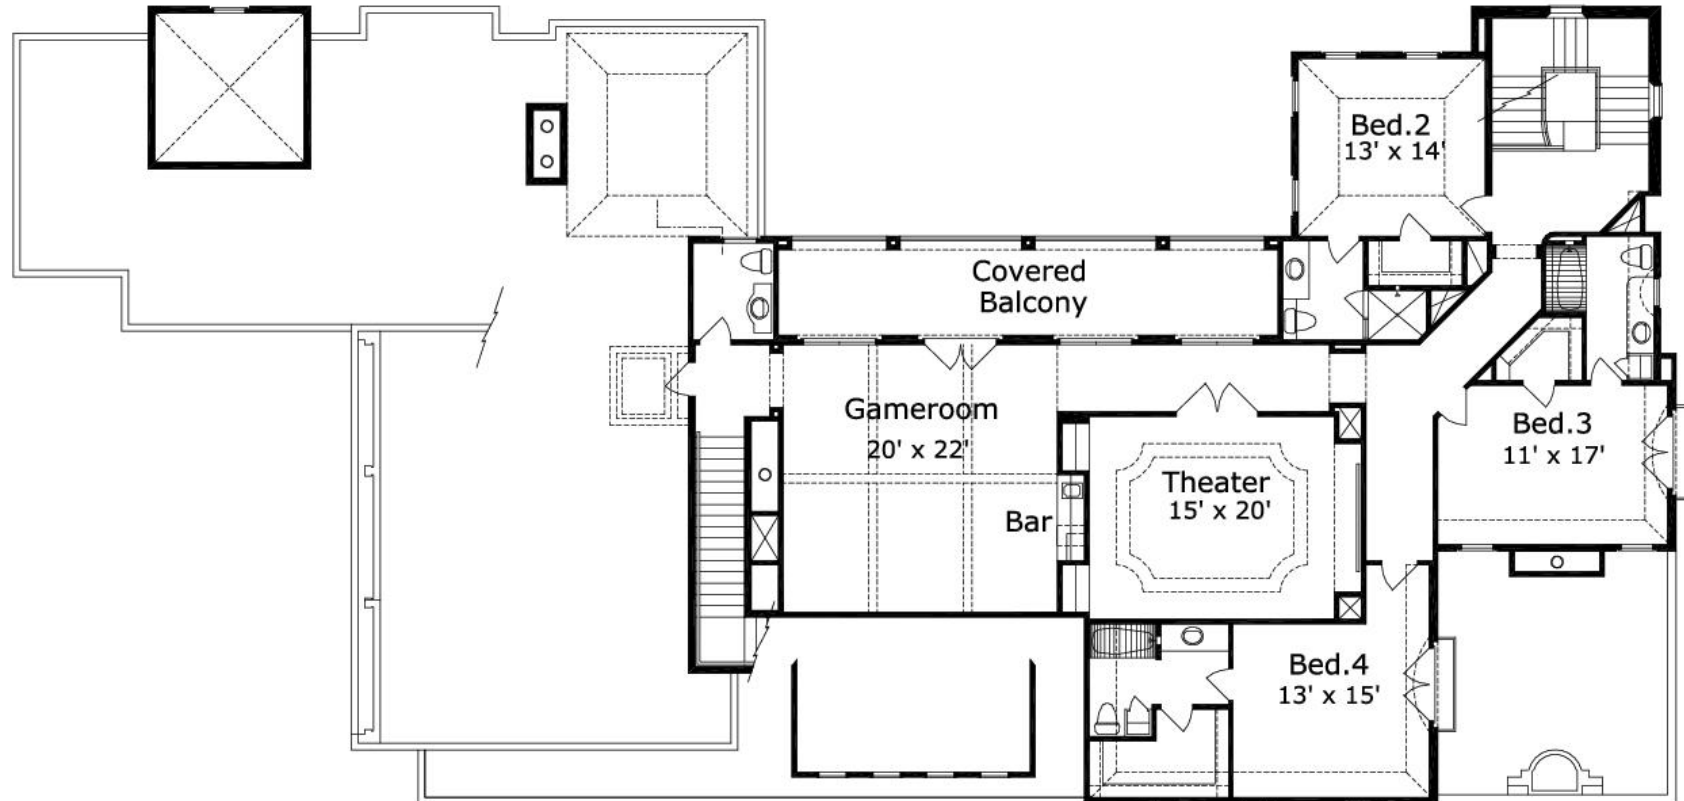 Bed.2
13' x 14'
Covered
Balcony
Gameroom
20' x 22'
Bar
Theater
15' x 20'
Bed.3
11' x 17'
Bed.4
13' x 15'